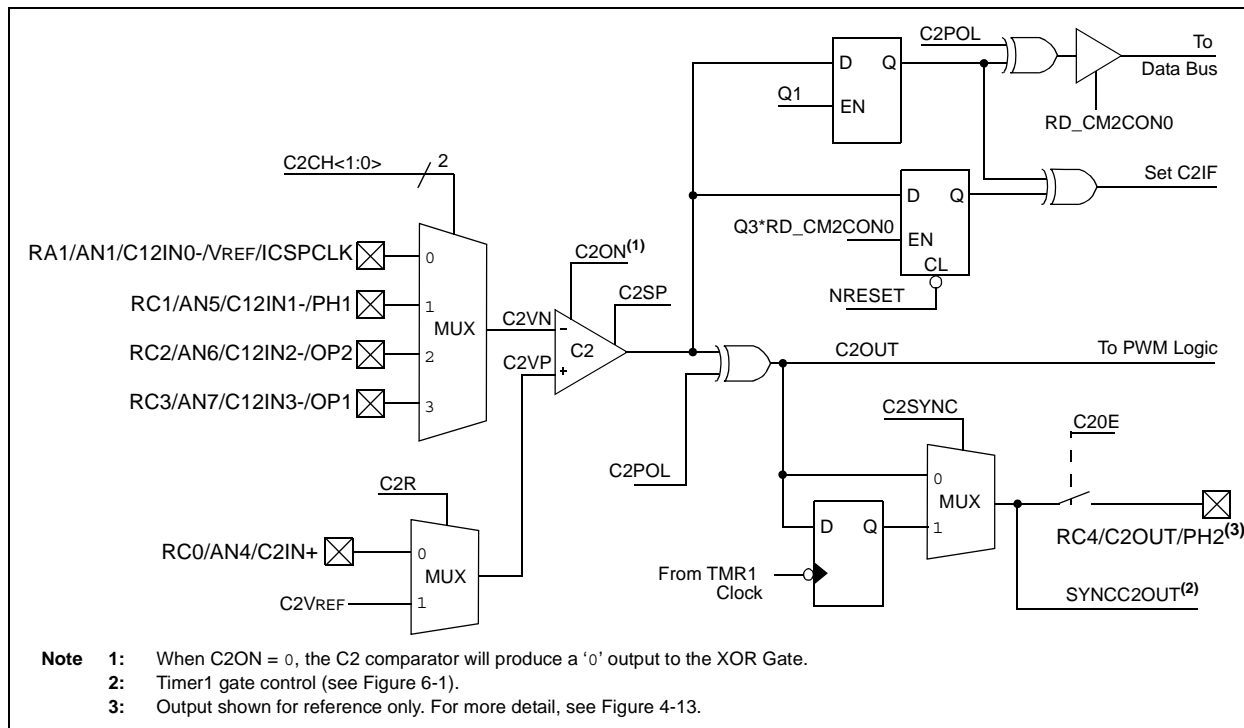 C2POL
To
Data Bus
D Q
Q1
EN
RD_CM2CON0
C2CH<1:0>
2
Set C2IF
D Q
Q3*RD_CM2CON0
EN
CL
NRESET
RA1/AN1/C12IN0-/VREF/ICSPCLK
0
RC1/AN5/C12IN1-/PH1
1
MUX
RC2/AN6/C12IN2-/OP2
2
RC3/AN7/C12IN3-/OP1
3
C2ON(1)
C2SP
C2VN
–
C2
C2VP
+
C2OUT
To PWM Logic
C2POL
C2SYNC
C20E
0
MUX
1
D Q
From TMR1
Clock
RC4/C2OUT/PH2(3)
SYNCC2OUT(2)
C2R
RC0/AN4/C2IN+
0
MUX
C2VREF
1
Note 1: When C2ON = 0, the C2 comparator will produce a ‘0’ output to the XOR Gate.
2: Timer1 gate control (see Figure 6-1).
3: Output shown for reference only. For more detail, see Figure 4-13.